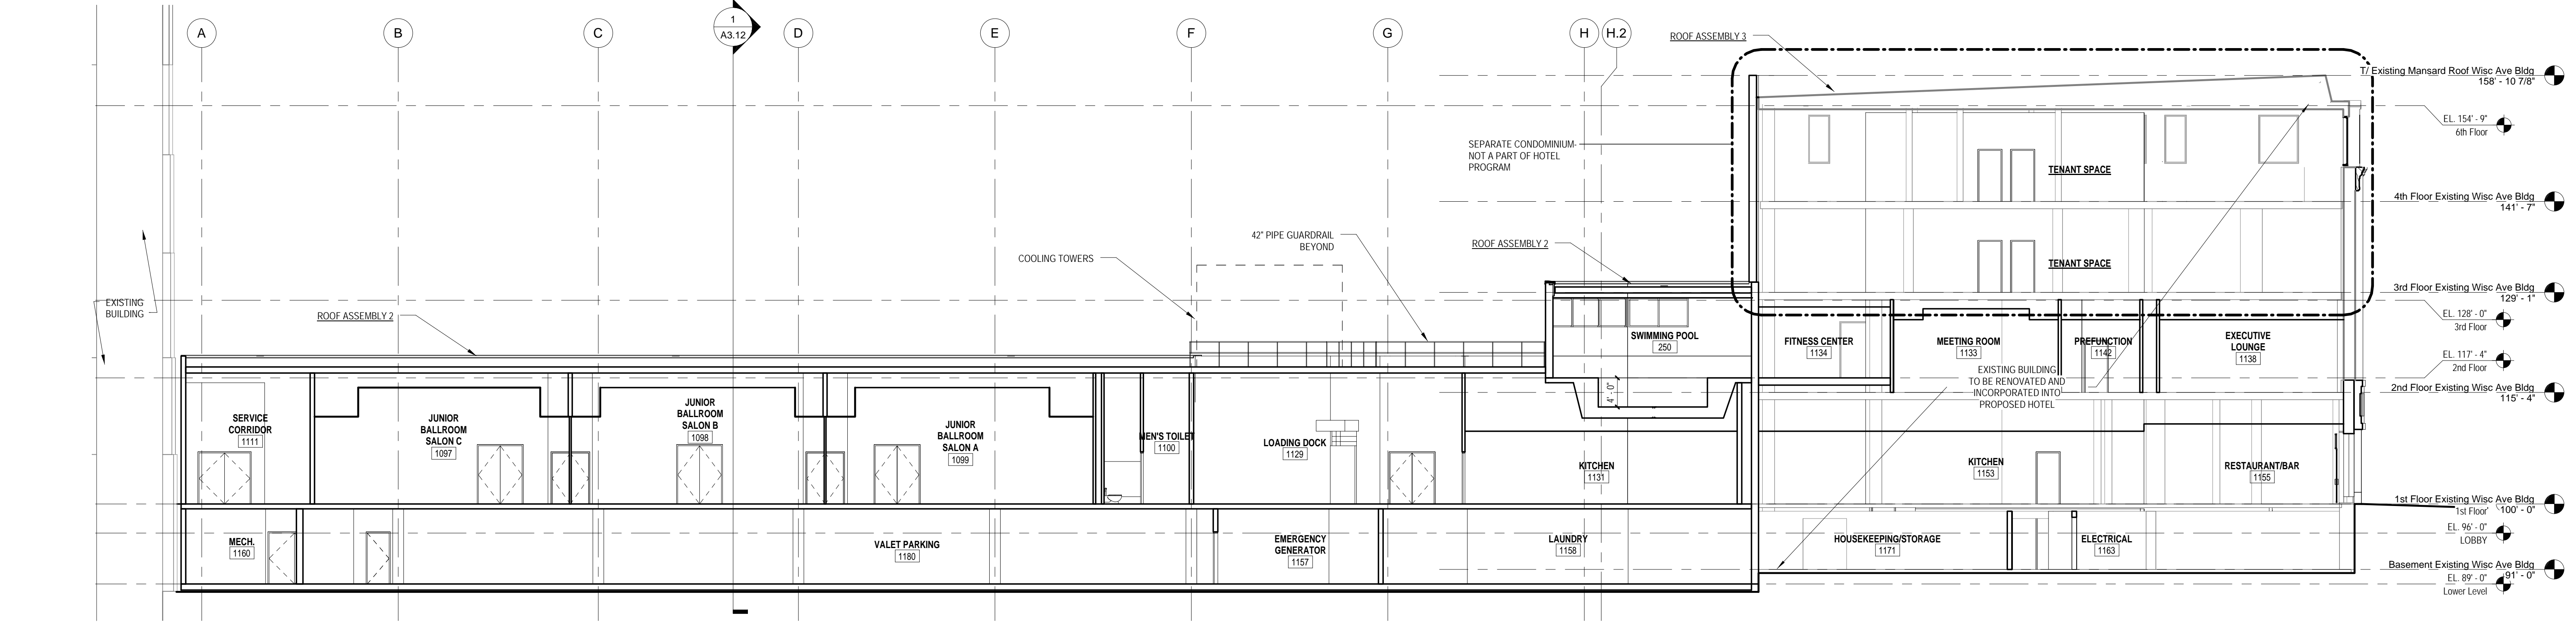 A
B
C
1
A3.12
D
E
F
G
H
H.2
ROOF ASSEMBLY 3
T/ Existing Mansard Roof Wisc Ave Bldg
158' - 10 7/8"
EL. 154' - 9"
6th Floor
SEPARATE CONDOMINIUM-
NOT A PART OF HOTEL
PROGRAM
TENANT SPACE
4th Floor Existing Wisc Ave Bldg
141' - 7"
42" PIPE GUARDRAIL
BEYOND
ROOF ASSEMBLY 2
COOLING TOWERS
TENANT SPACE
3rd Floor Existing Wisc Ave Bldg
129' - 1"
EXISTING
BUILDING
ROOF ASSEMBLY 2
EL. 128' - 0"
3rd Floor
SWIMMING POOL
250
FITNESS CENTER
1134
MEETING ROOM
1133
PREFUNCTION
1142
EXECUTIVE
LOUNGE
1138
EL. 117' - 4"
2nd Floor
EXISTING BUILDING
TO BE RENOVATED AND
INCORPORATED INTO
PROPOSED HOTEL
4' - 0"
2nd Floor Existing Wisc Ave Bldg
115' - 4"
SERVICE
CORRIDOR
1111
JUNIOR
BALLROOM
SALON C
1097
JUNIOR
BALLROOM
SALON B
1098
JUNIOR
BALLROOM
SALON A
1099
MEN'S TOILET
1100
LOADING DOCK
1129
KITCHEN
1131
KITCHEN
1153
RESTAURANT/BAR
1155
1st Floor Existing Wisc Ave Bldg
1st Floor 100' - 0"
EL. 96' - 0"
LOBBY
MECH.
1160
VALET PARKING
1180
EMERGENCY
GENERATOR
1157
LAUNDRY
1158
HOUSEKEEPING/STORAGE
1171
ELECTRICAL
1163
Basement Existing Wisc Ave Bldg
91' - 0"
EL. 89' - 0"
Lower Level